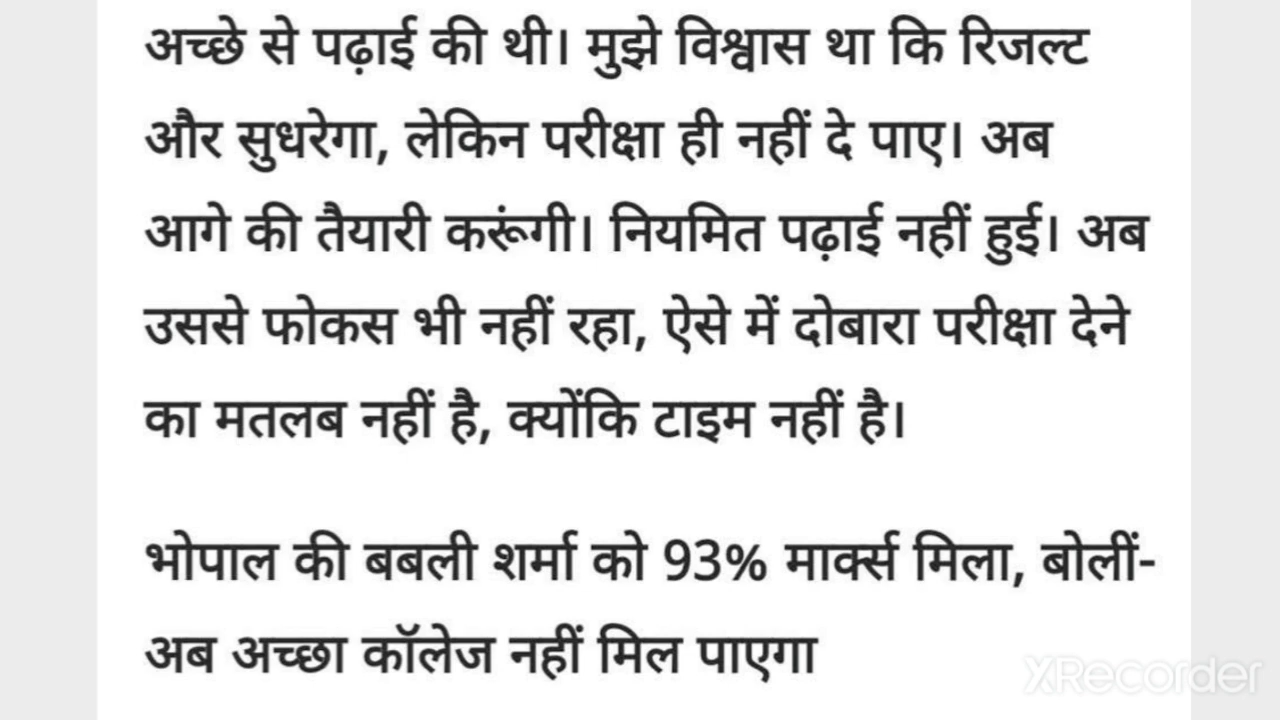 अच्छे से पढ़ाई की थी। मुझे विश्वास था कि रिजल्ट
और सुधरेगा, लेकिन परीक्षा ही नहीं दे पाए। अब
आगे की तैयारी करूंगी। नियमित पढ़ाई नहीं हुई। अब
उससे फोकस भी नहीं रहा, ऐसे में दोबारा परीक्षा देने
का मतलब नहीं है, क्योंकि टाइम नहीं है।
भोपाल की बबली शर्मा को 93% मार्क्स मिला, बोलीं-
अब अच्छा कॉलेज नहीं मिल पाएगा
XRecorder